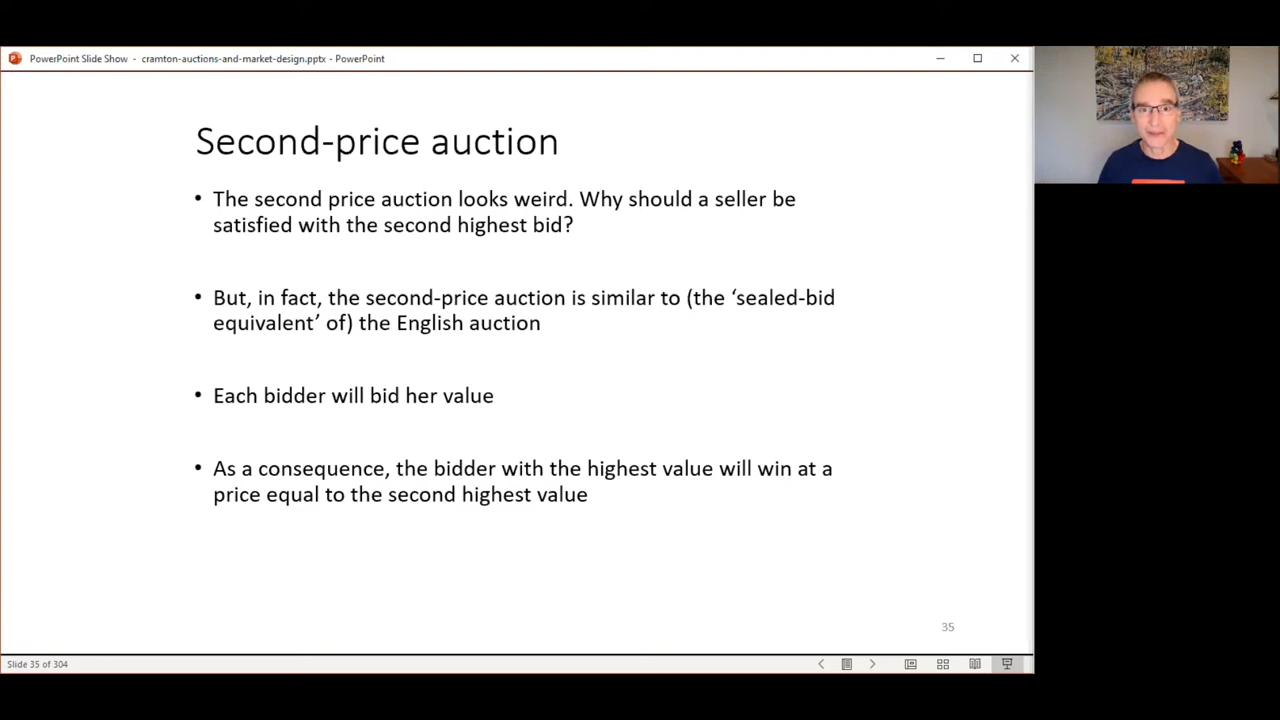 PowerPoint Slide Show - cramton-auctions-and-market-design.pptx - PowerPoint
Second-price auction
• The second price auction looks weird. Why should a seller be
satisfied with the second highest bid?
• But, in fact, the second-price auction is similar to (the ‘sealed-bid
equivalent’ of) the English auction
• Each bidder will bid her value
• As a consequence, the bidder with the highest value will win at a
price equal to the second highest value
35
Slide 35 of 304